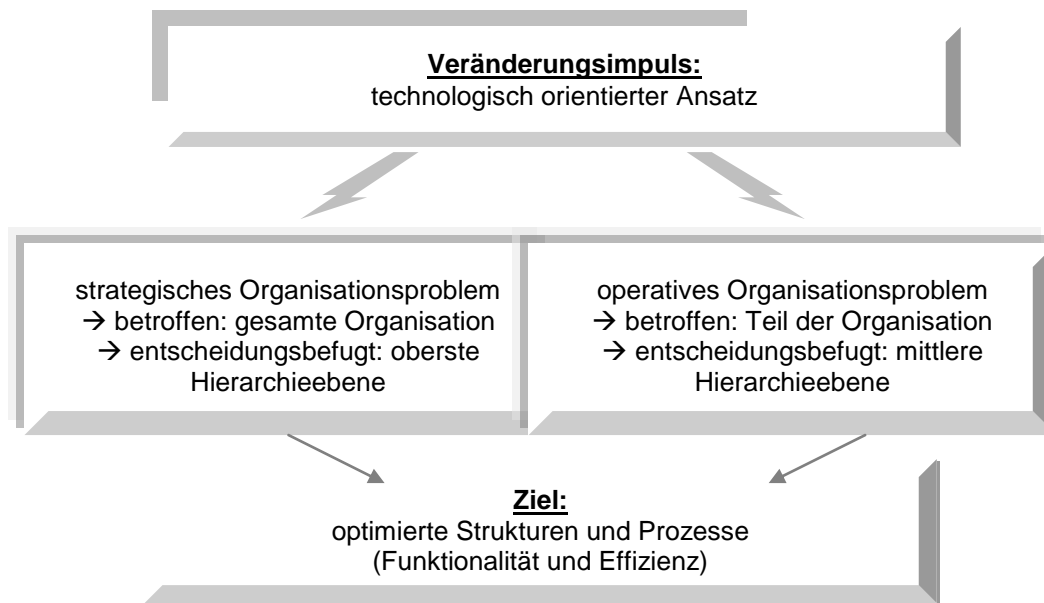 Veränderungsimpuls:
technologisch orientierter Ansatz
strategisches Organisationsproblem
→ betroffen: gesamte Organisation
→ entscheidungsbefugt: oberste
Hierarchieebene
operatives Organisationsproblem
→ betroffen: Teil der Organisation
→ entscheidungsbefugt: mittlere
Hierarchieebene
Ziel:
optimierte Strukturen und Prozesse
(Funktionalität und Effizienz)